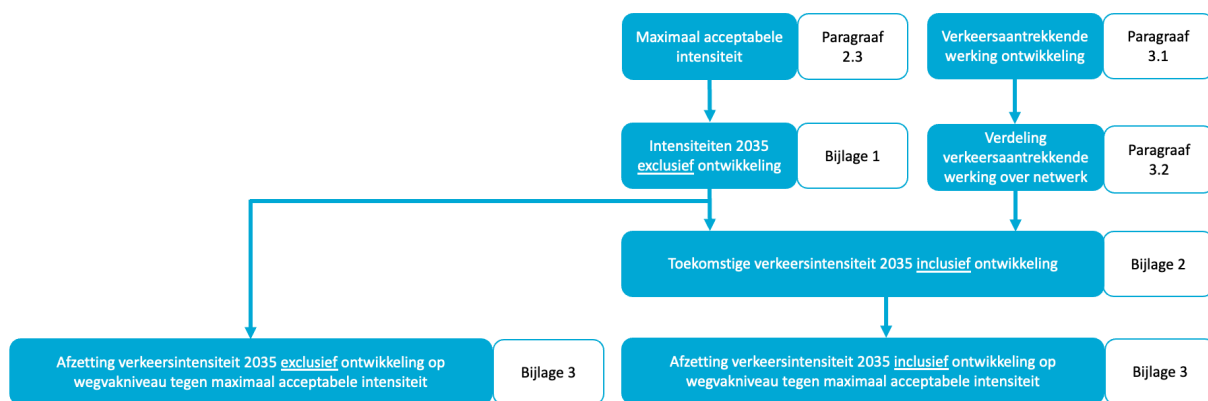 Maximaal acceptabele
intensiteit
Paragraaf
2.3
Verkeersaantrekkende
werking ontwikkeling
Paragraaf
3.1
Intensiteiten 2035
exclusief ontwikkeling
Bijlage 1
Verdeling
verkeersaantrekkende
werking over netwerk
Paragraaf
3.2
Toekomstige verkeersintensiteit 2035 inclusief ontwikkeling
Bijlage 2
Afzetting verkeersintensiteit 2035 exclusief ontwikkeling op
wegvakniveau tegen maximaal acceptabele intensiteit
Bijlage 3
Afzetting verkeersintensiteit 2035 inclusief ontwikkeling op
wegvakniveau tegen maximaal acceptabele intensiteit
Bijlage 3